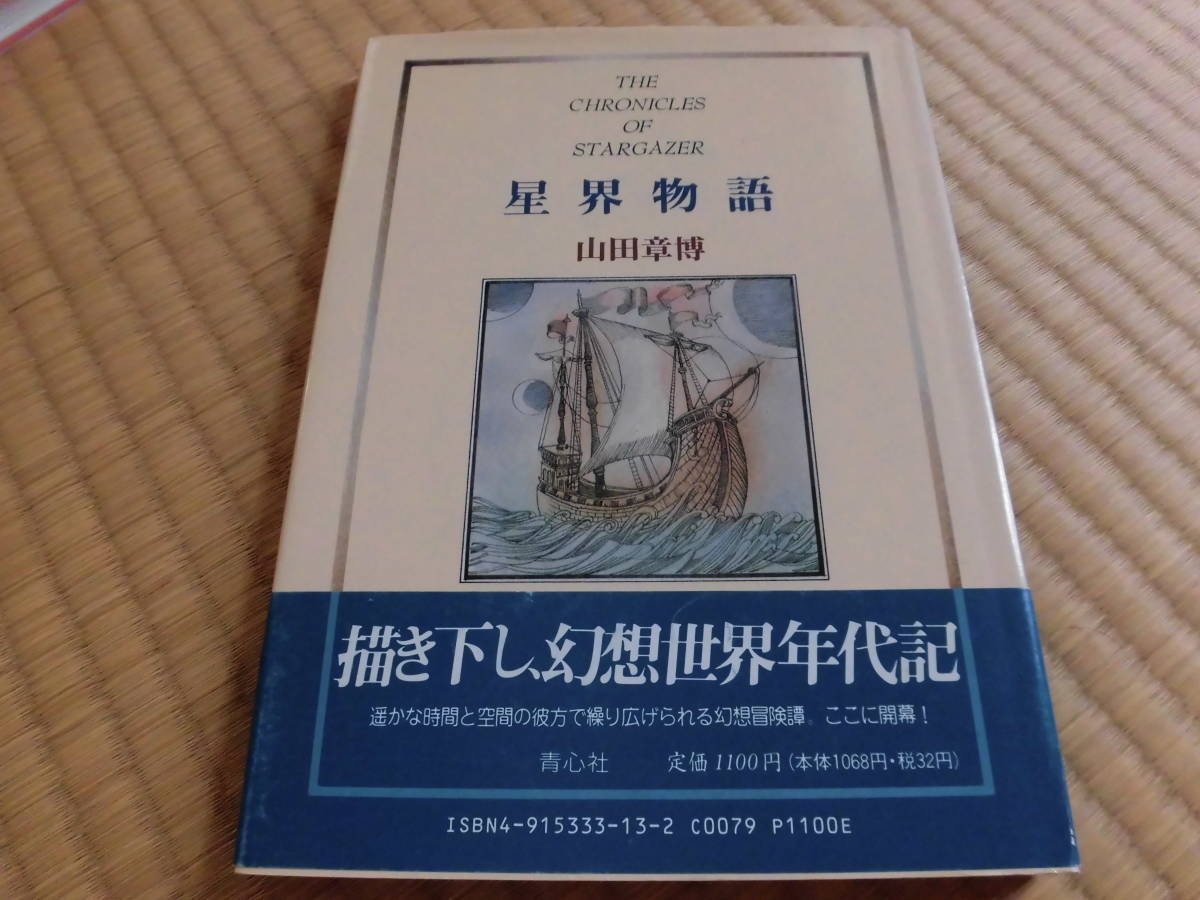 THE
CHRONICLES
OF
STARGAZER
星界物語
山田章博
描き下し、幻想世界年代記
遥かな時間と空間の彼方で繰り広げられる幻想冒険譚。ここに開幕!
青心社 定価1100円(本体1068円・税32円)
ISBN4-915333-13-2 C0079 P1100E